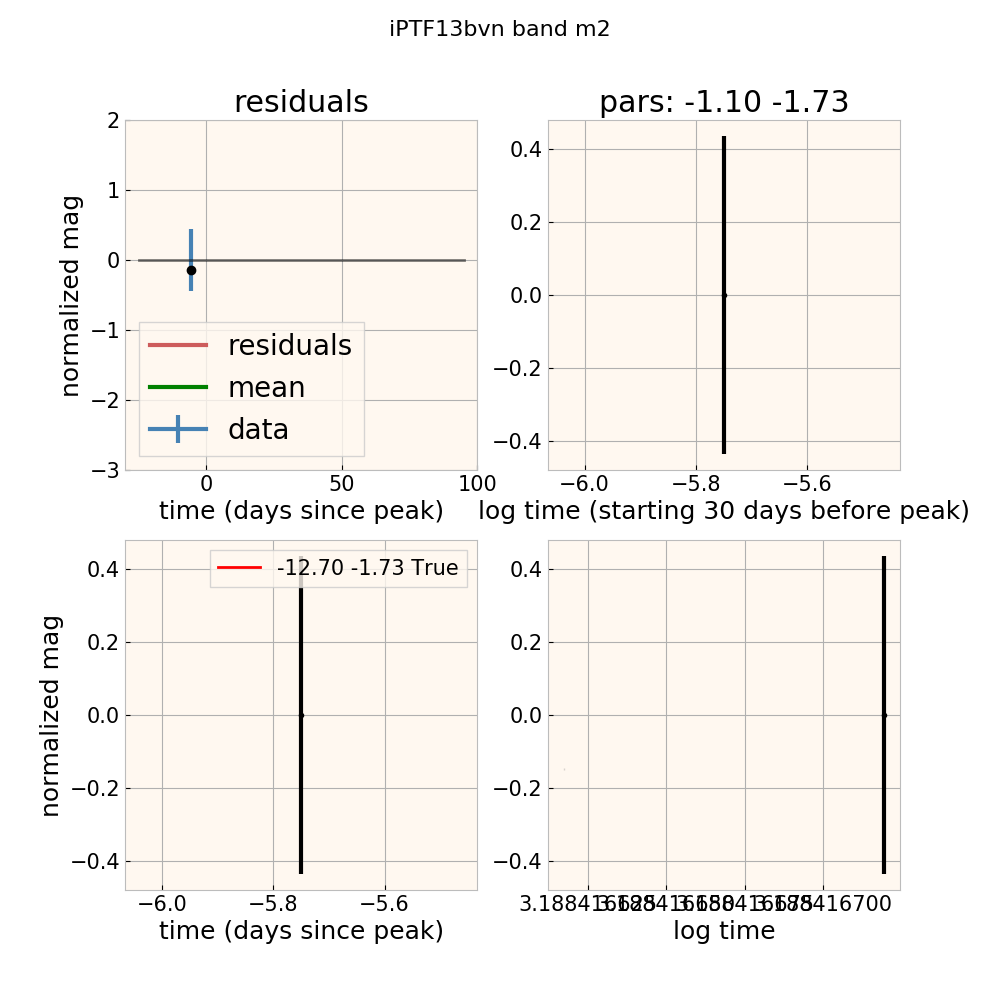 iPTF13bvn band m2
residuals
pars: -1.10 -1.73
normalized mag
2
1
0
−1
−2
−3
residuals
mean
data
0 50 100
time (days since peak)
0.4
0.2
0.0
−0.2
−0.4
−6.0 −5.8 −5.6
log time (starting 30 days before peak)
normalized mag
0.4
0.2
0.0
−0.2
−0.4
-12.70 -1.73 True
−6.0 −5.8 −5.6
time (days since peak)
0.4
0.2
0.0
−0.2
−0.4
log time